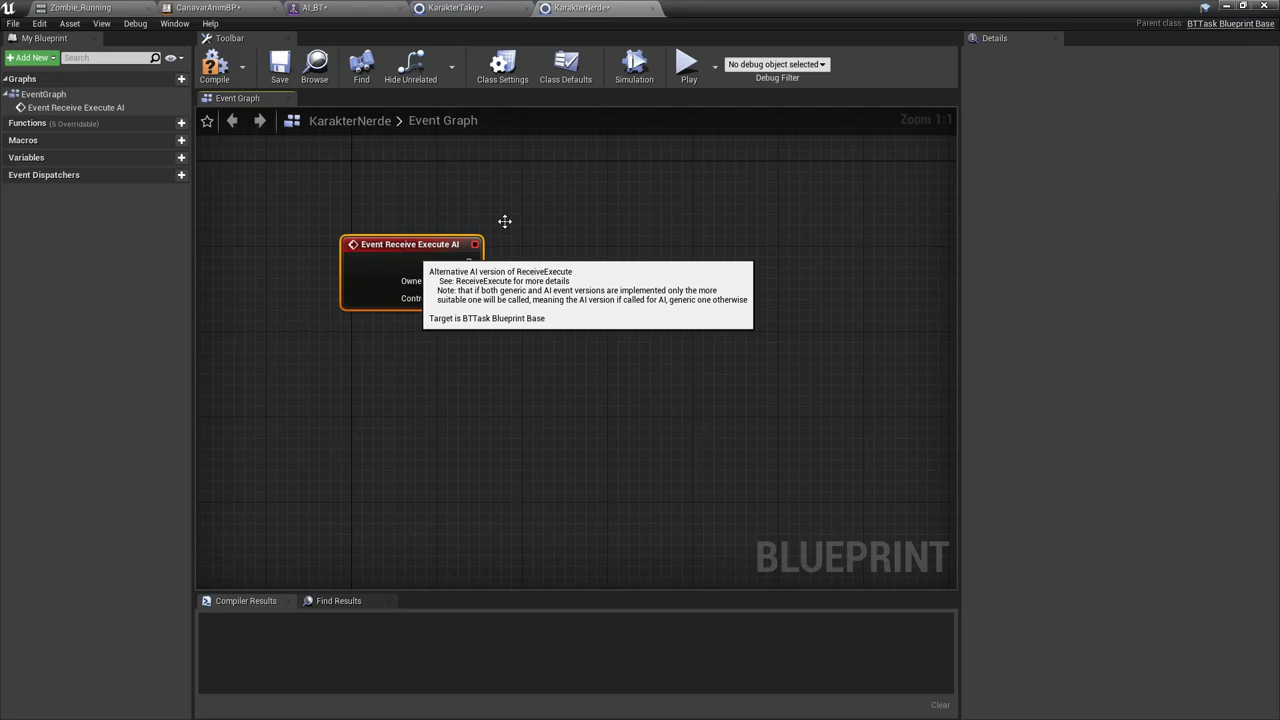 Zombie_Running
CanavarAnimBP*
AI_BT*
KarakterTakip*
KarakterNerde*
File
Edit
Asset
View
Debug
Window
Help
Parent class: BTTask Blueprint Base
My Blueprint
Toolbar
Details
Add New
Search
Compile
Save
Browse
Find
Hide Unrelated
Class Settings
Class Defaults
Simulation
Play
No debug object selected
Debug Filter
Graphs
EventGraph
Event Receive Execute AI
Functions (5 Overridable)
Macros
Variables
Event Dispatchers
Event Graph
KarakterNerde > Event Graph
Zoom 1:1
Event Receive Execute AI
Owne
Contr
Alternative AI version of ReceiveExecute
See: ReceiveExecute for more details
Note: that if both generic and AI event versions are implemented only the more
suitable one will be called, meaning the AI version if called for AI, generic one otherwise
Target is BTTask Blueprint Base
BLUEPRINT
Compiler Results
Find Results
Clear